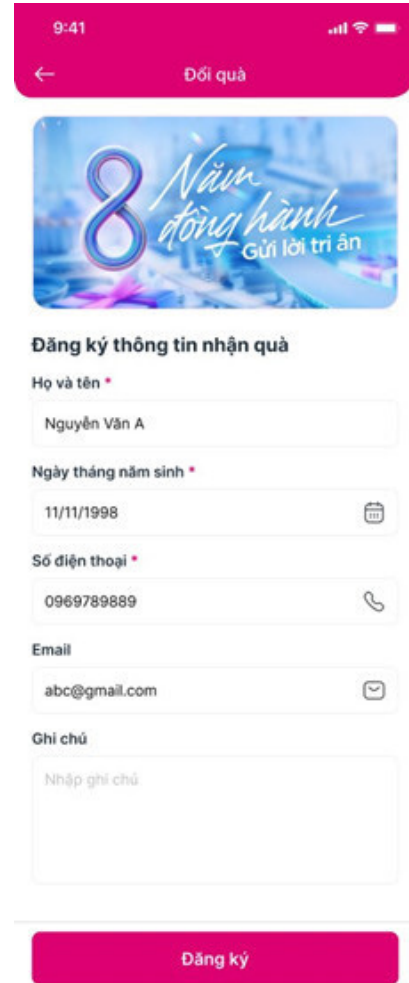 9:41
Đổi quà
8 Năm
đồng hành
Gửi lời tri ân
Đăng ký thông tin nhận quà
Họ và tên *
Nguyễn Văn A
Ngày tháng năm sinh *
11/11/1998
Số điện thoại *
0969789889
Email
abc@gmail.com
Ghi chú
Nhập ghi chú
Đăng ký